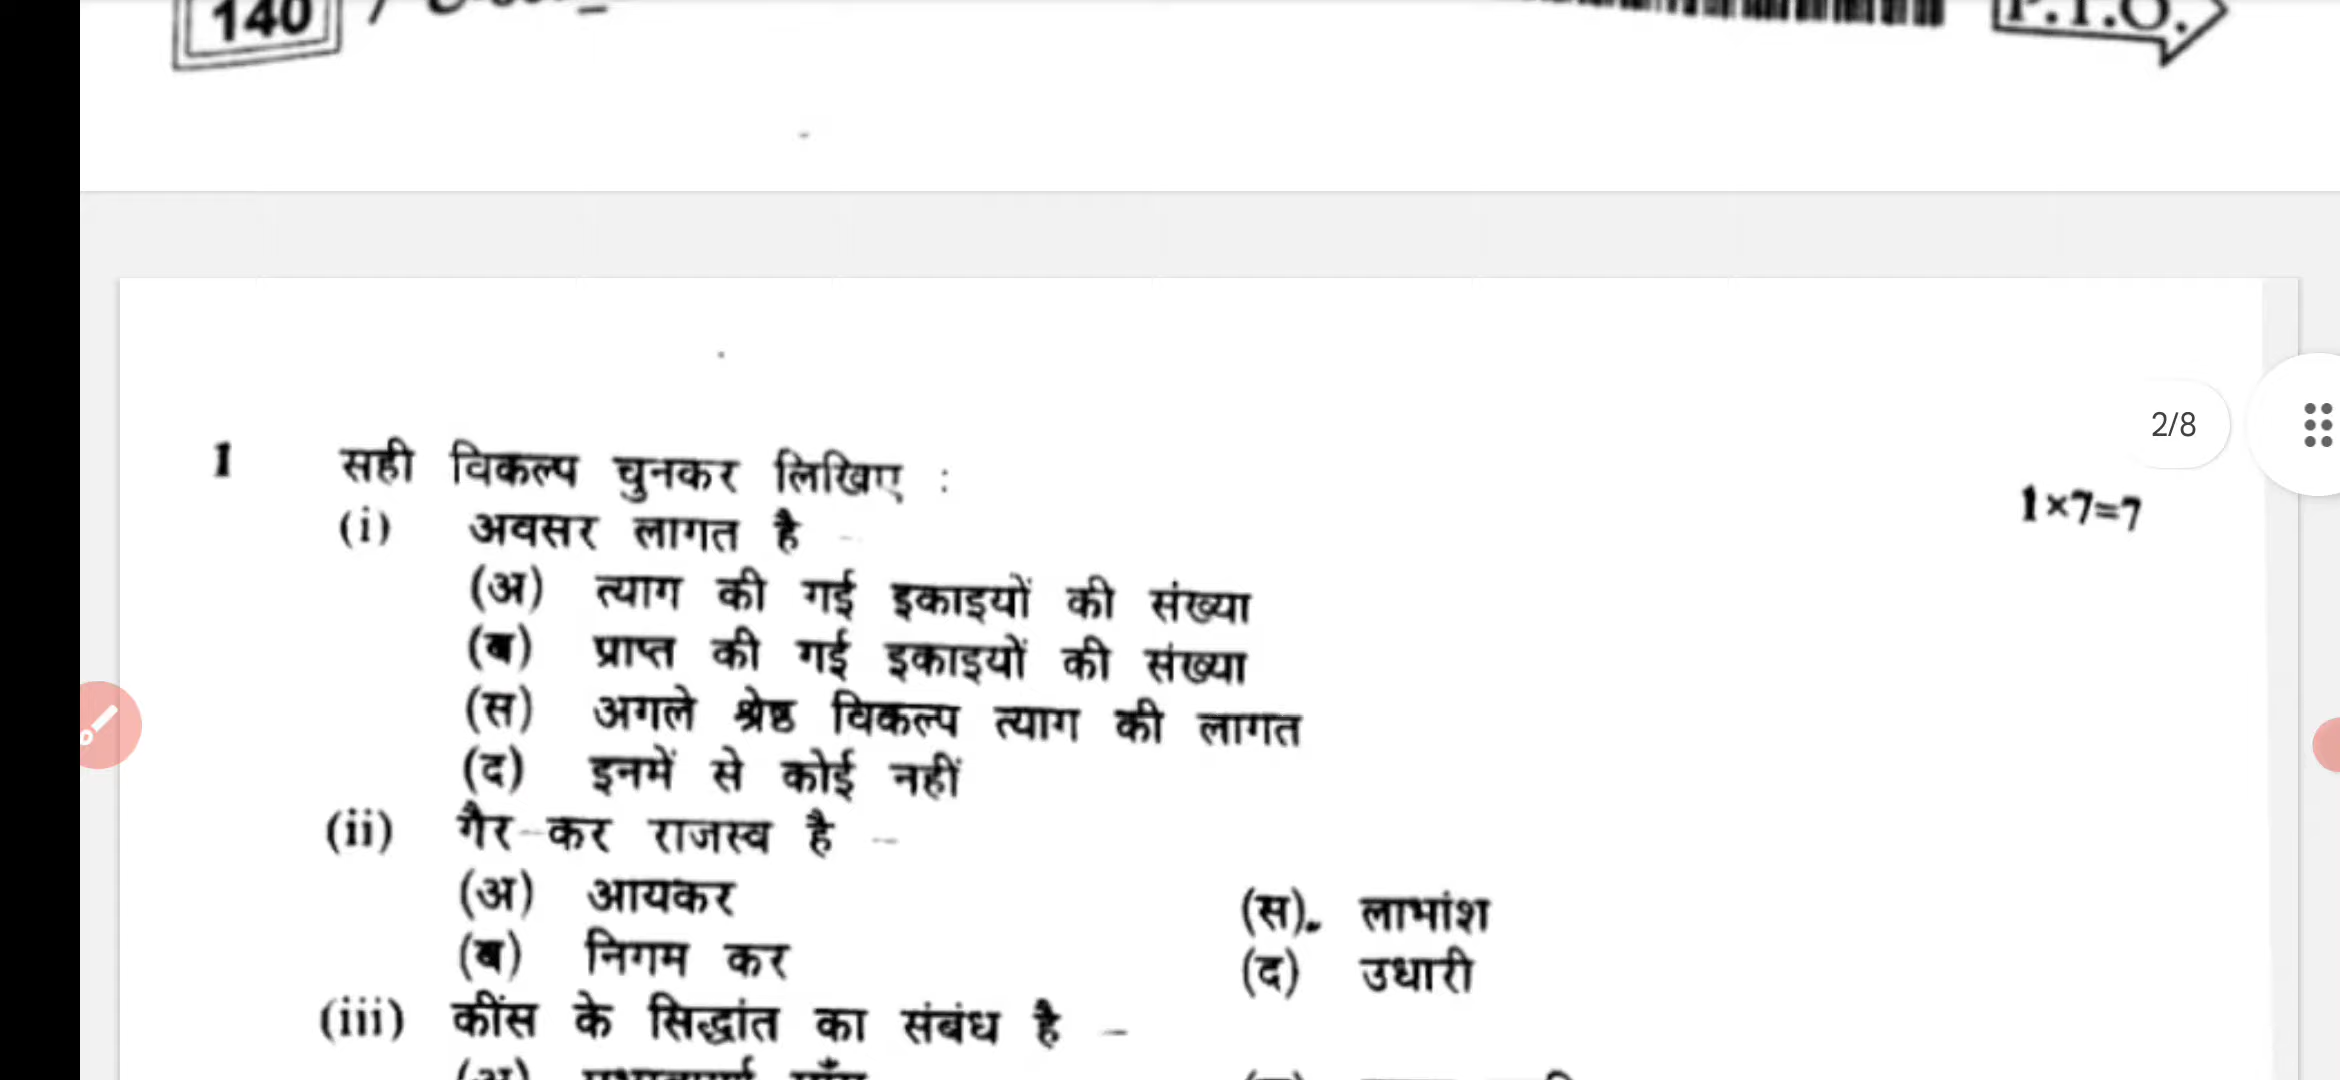 140
P.T.O.
2/8
1 सही विकल्प चुनकर लिखिए :
1×7=7
(i) अवसर लागत है –
(अ) त्याग की गई इकाइयों की संख्या
(ब) प्राप्त की गई इकाइयों की संख्या
(स) अगले श्रेष्ठ विकल्प त्याग की लागत
(द) इनमें से कोई नहीं
(ii) गैर-कर राजस्व है –
(अ) आयकर (स) लाभांश
(ब) निगम कर (द) उधारी
(iii) कींस के सिद्धांत का संबंध है –